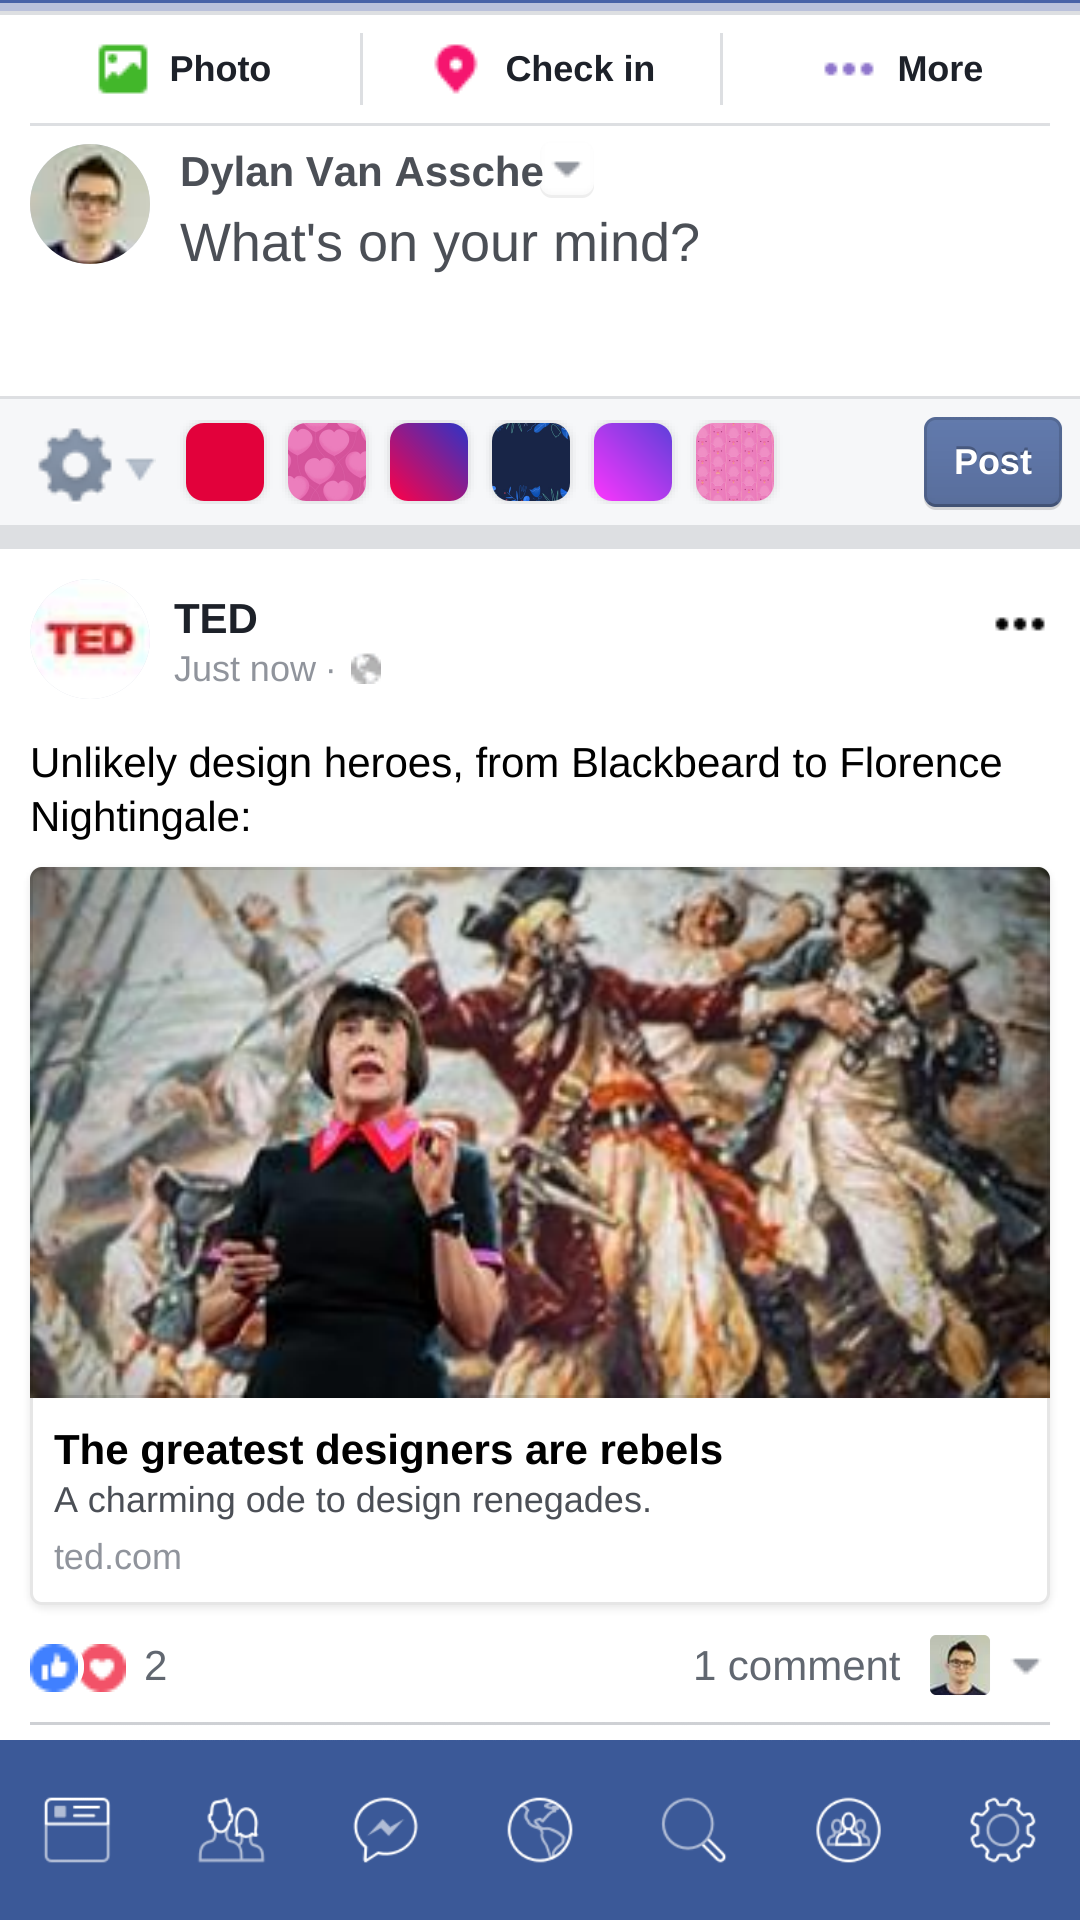 Photo
Check in
More
Dylan Van Assche
What's on your mind?
Post
TED
TED
Just now ·
Unlikely design heroes, from Blackbeard to Florence
Nightingale:
The greatest designers are rebels
A charming ode to design renegades.
ted.com
2
1 comment